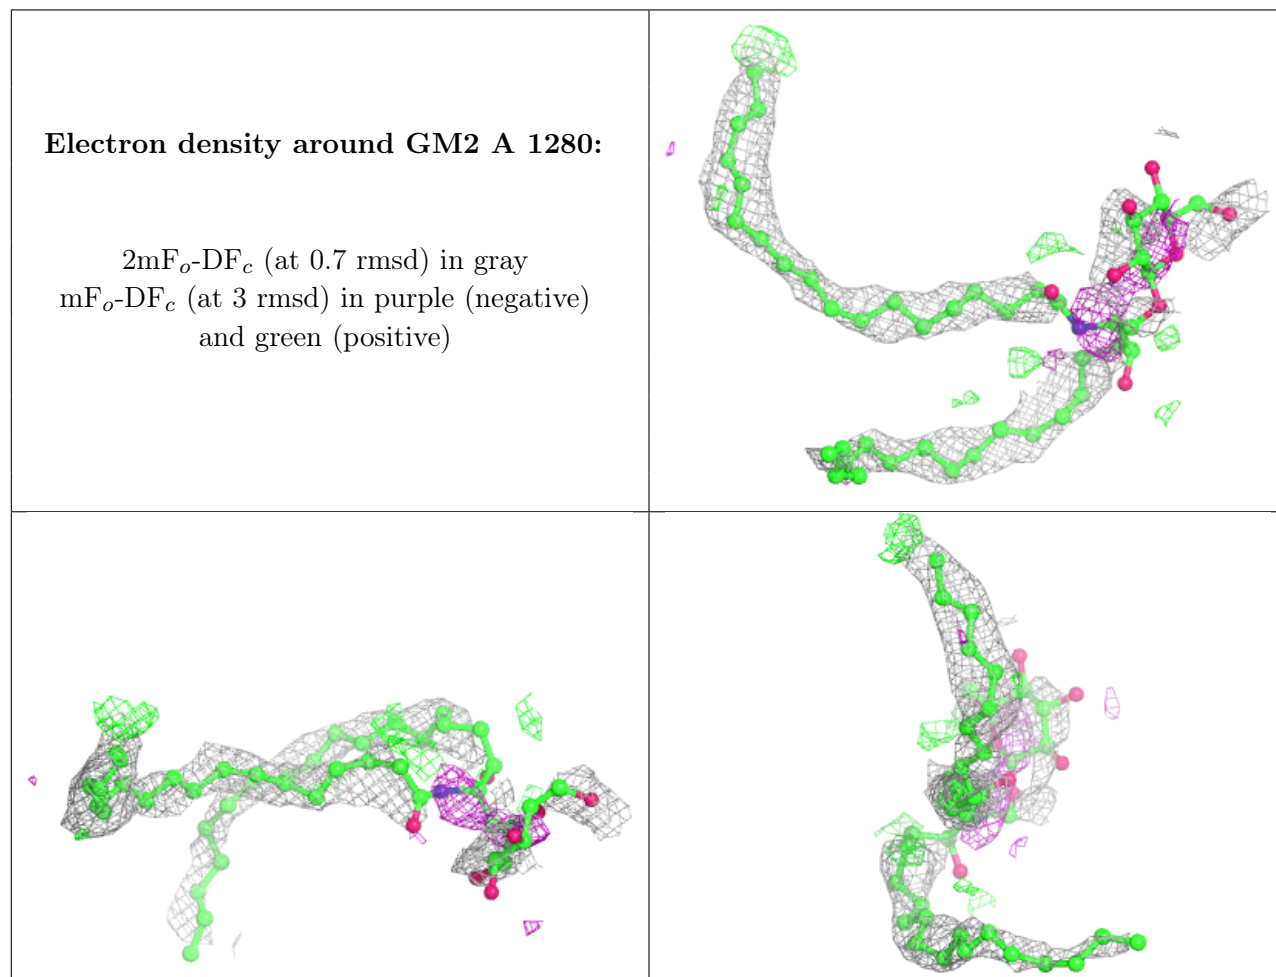 Electron density around GM2 A 1280:
2mFo-DFc (at 0.7 rmsd) in gray
mFo-DFc (at 3 rmsd) in purple (negative)
and green (positive)